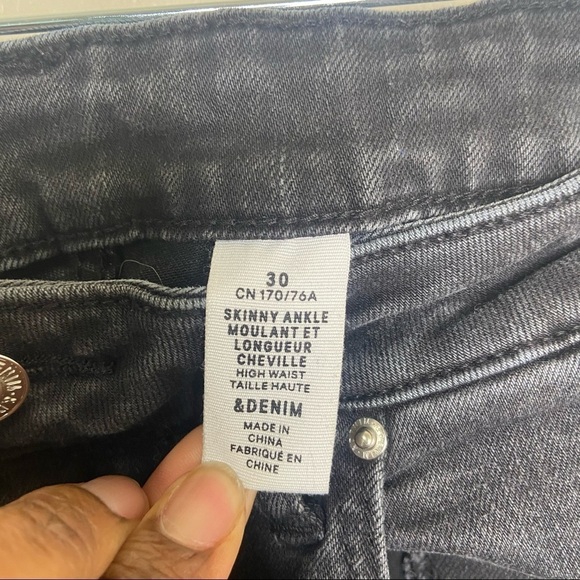 30
CN 170/76A
SKINNY ANKLE
MOULANT ET
LONGUEUR
CHEVILLE
HIGH WAIST
TAILLE HAUTE
&DENIM
MADE IN
CHINA
FABRIQUÉ EN
CHINE